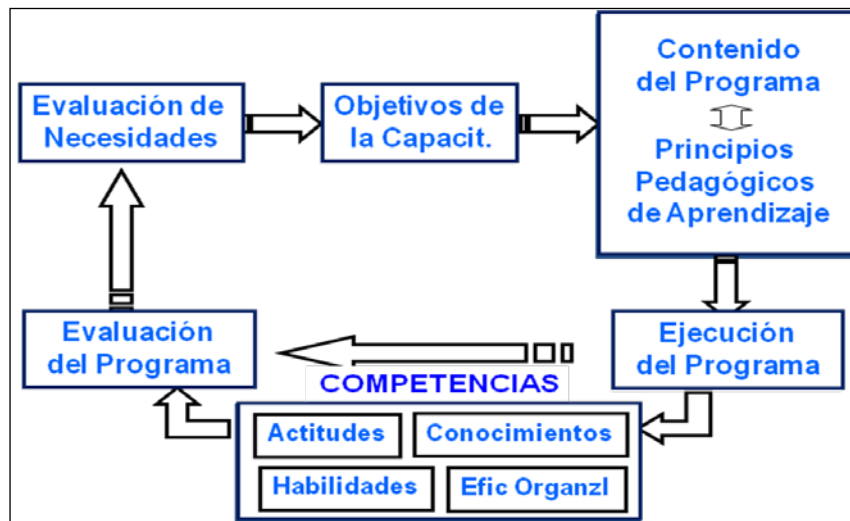 Evaluación de
Necesidades
Objetivos de
la Capacit.
Contenido
del Programa
Principios
Pedagógicos
de Aprendizaje
Evaluación
del Programa
Ejecución
del Programa
COMPETENCIAS
Actitudes
Conocimientos
Habilidades
Efic Organzl